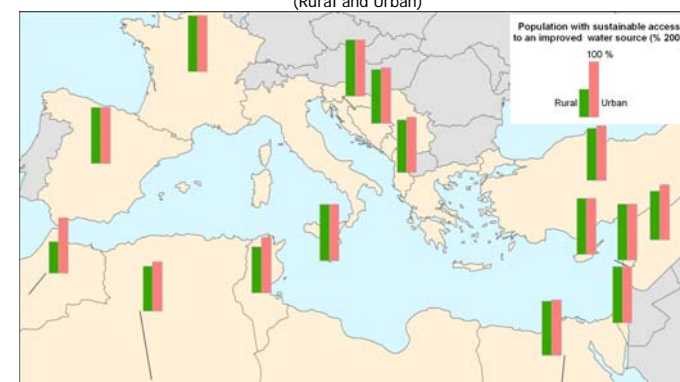 (Rural and Urban)
Population with sustainable access
to an improved water source (% 200
100 %
Rural
Urban